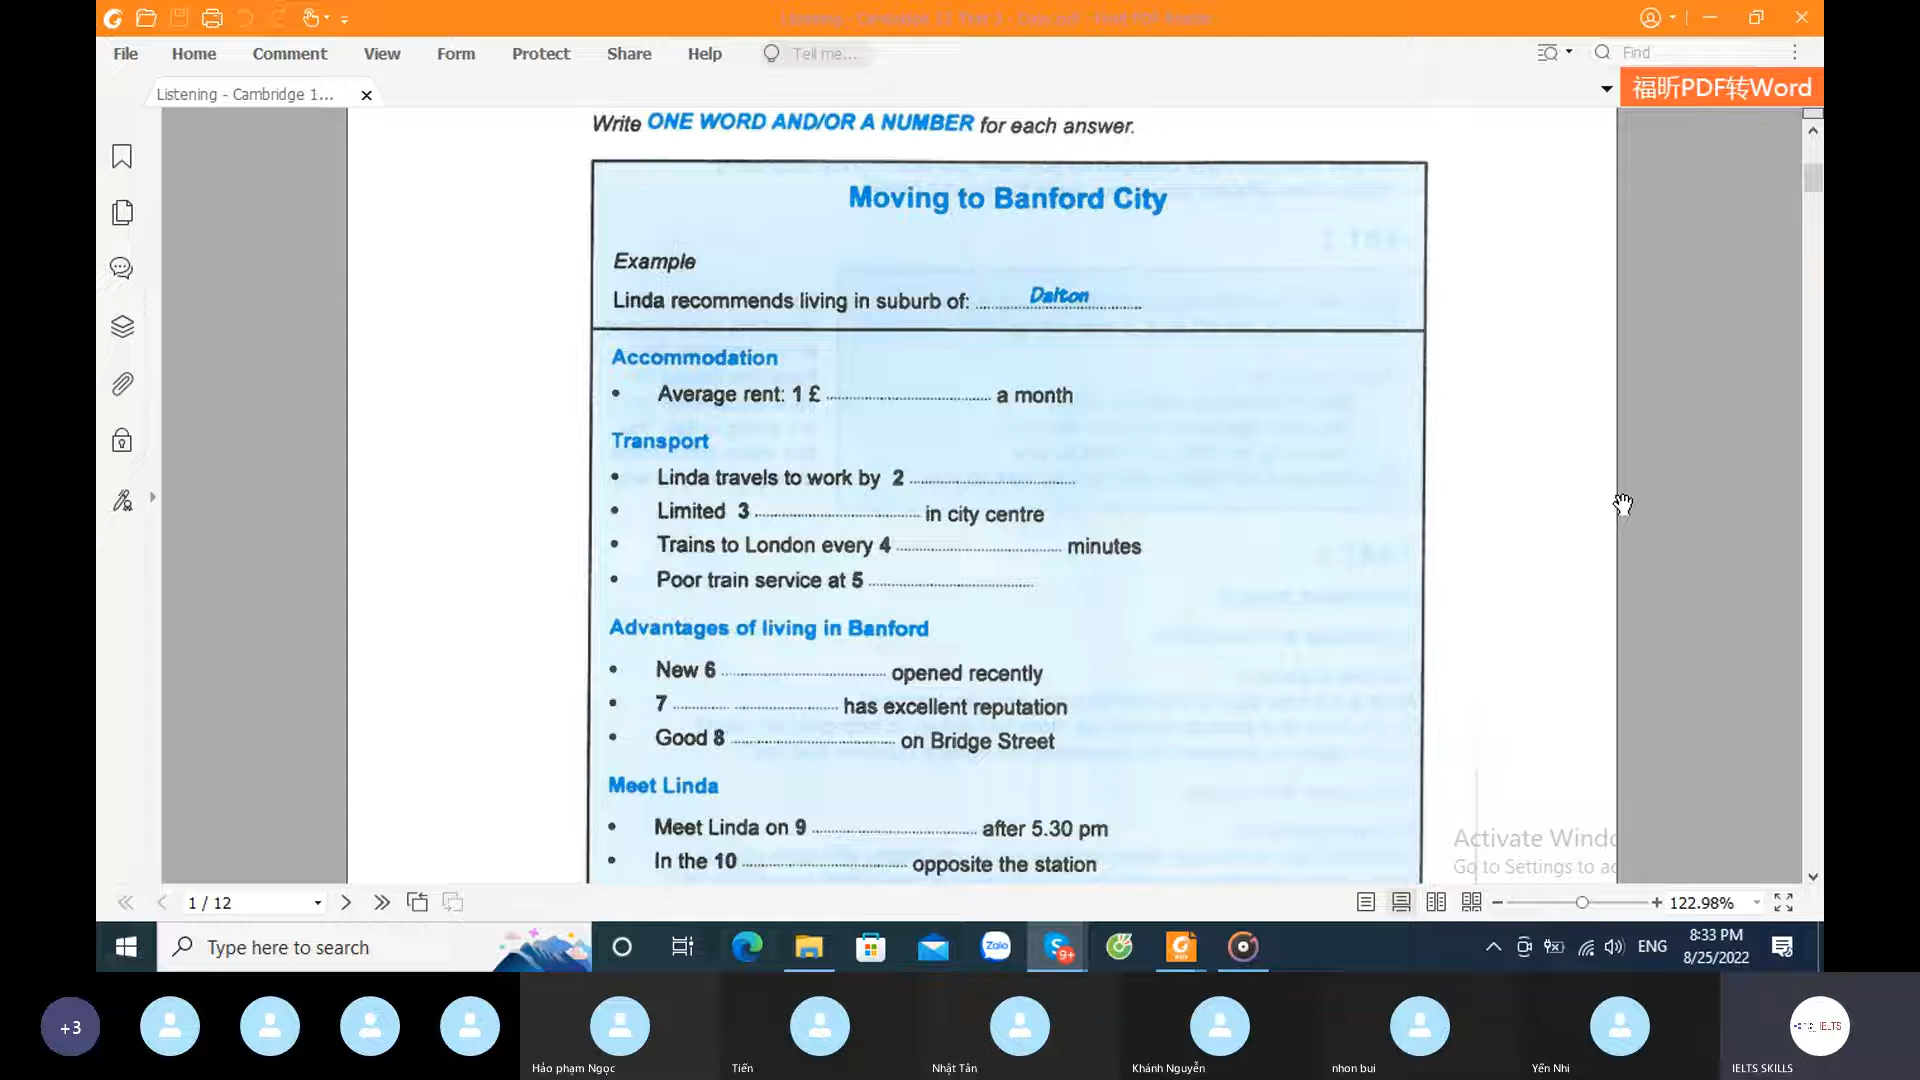 File Home Comment View Form Protect Share Help Tell me.... Find
Listening - Cambridge 1...
福昕PDF转Word
Write ONE WORD AND/OR A NUMBER for each answer.
Moving to Banford City
Example
Linda recommends living in suburb of: Dalton
Accommodation
• Average rent: 1 £ .................... a month
Transport
• Linda travels to work by 2 ....................
• Limited 3 .................... in city centre
• Trains to London every 4 .................... minutes
• Poor train service at 5 ....................
Advantages of living in Banford
• New 6 .................... opened recently
• 7 .................... has excellent reputation
• Good 8 .................... on Bridge Street
Meet Linda
• Meet Linda on 9 .................... after 5.30 pm
• In the 10 .................... opposite the station
Activate Windo
Go to Settings to ac
1 / 12
122.98%
Type here to search
Zalo
9+
ENG
8:33 PM
8/25/2022
+3
Hảo phạm Ngọc Tiến Nhật Tân Khánh Nguyễn nhon bui Yến Nhi IELTS SKILLS